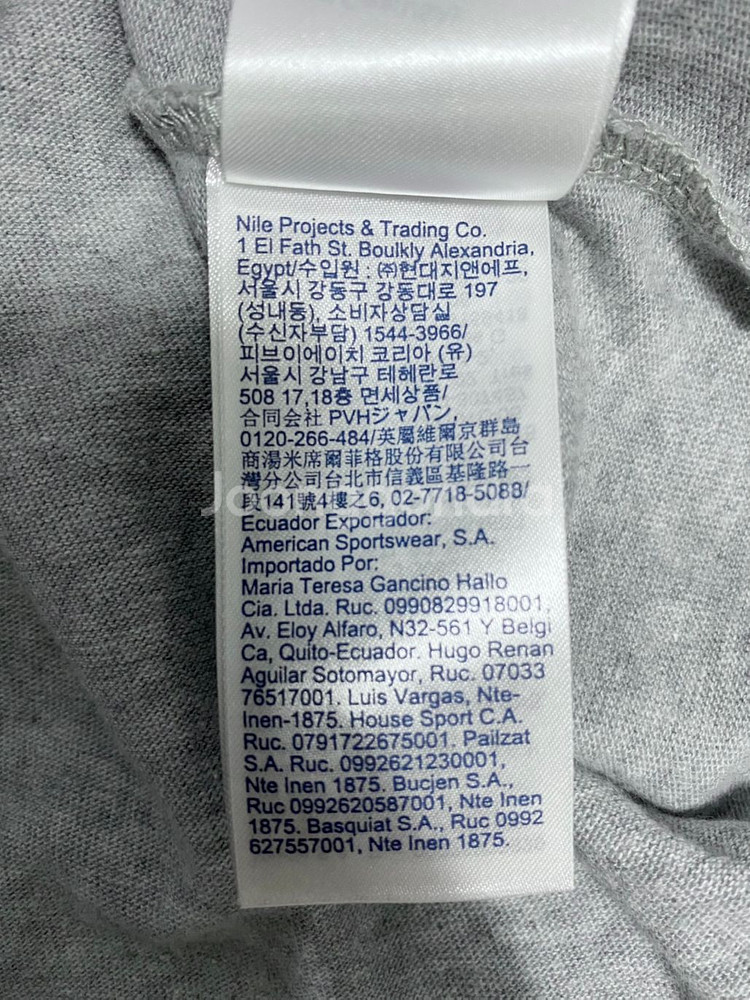 Nile Projects & Trading Co.
1 El Fath St. Boulkly Alexandria,
Egypt/수입원 : ㈜현대지앤에프,
서울시 강동구 강동대로 197
(성내동), 소비자상담실
(수신자부담) 1544-3966/
피브이에이치 코리아 (유)
서울시 강남구 테헤란로
508 17,18층 면세상품/
合同会社 PVHジャパン,
0120-266-484/英屬維爾京群島
商湯米席爾菲格股份有限公司台
灣分公司台北市信義區基隆路一
段141號4樓之6, 02-7718-5088/
Ecuador Exportador:
American Sportswear, S.A.
Importado Por:
Maria Teresa Gancino Hallo
Cia. Ltda. Ruc. 0990829918001,
Av. Eloy Alfaro, N32-561 Y Belgi
Ca, Quito-Ecuador. Hugo Renan
Aguilar Sotomayor, Ruc. 07033
76517001. Luis Vargas, Nte-
Inen-1875. House Sport C.A.
Ruc. 0791722675001. Pailzat
S.A. Ruc. 0992621230001,
Nte Inen 1875. Bucjen S.A.,
Ruc 0992620587001, Nte Inen
1875. Basquiat S.A., Ruc 0992
627557001, Nte Inen 1875.